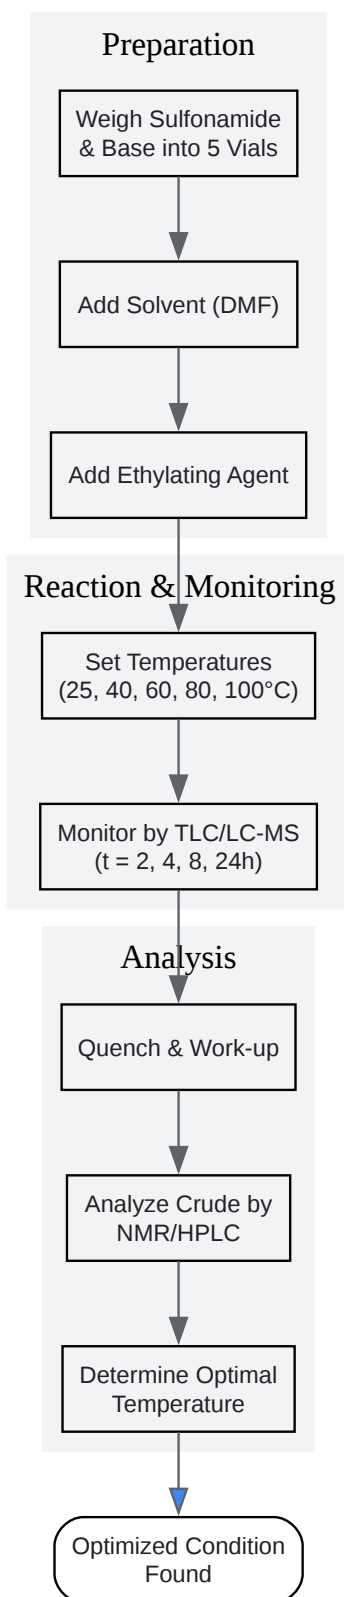 Preparation
Weigh Sulfonamide
& Base into 5 Vials
Add Solvent (DMF)
Add Ethylating Agent
Reaction & Monitoring
Set Temperatures
(25, 40, 60, 80, 100°C)
Monitor by TLC/LC-MS
(t = 2, 4, 8, 24h)
Analysis
Quench & Work-up
Analyze Crude by
NMR/HPLC
Determine Optimal
Temperature
Optimized Condition
Found